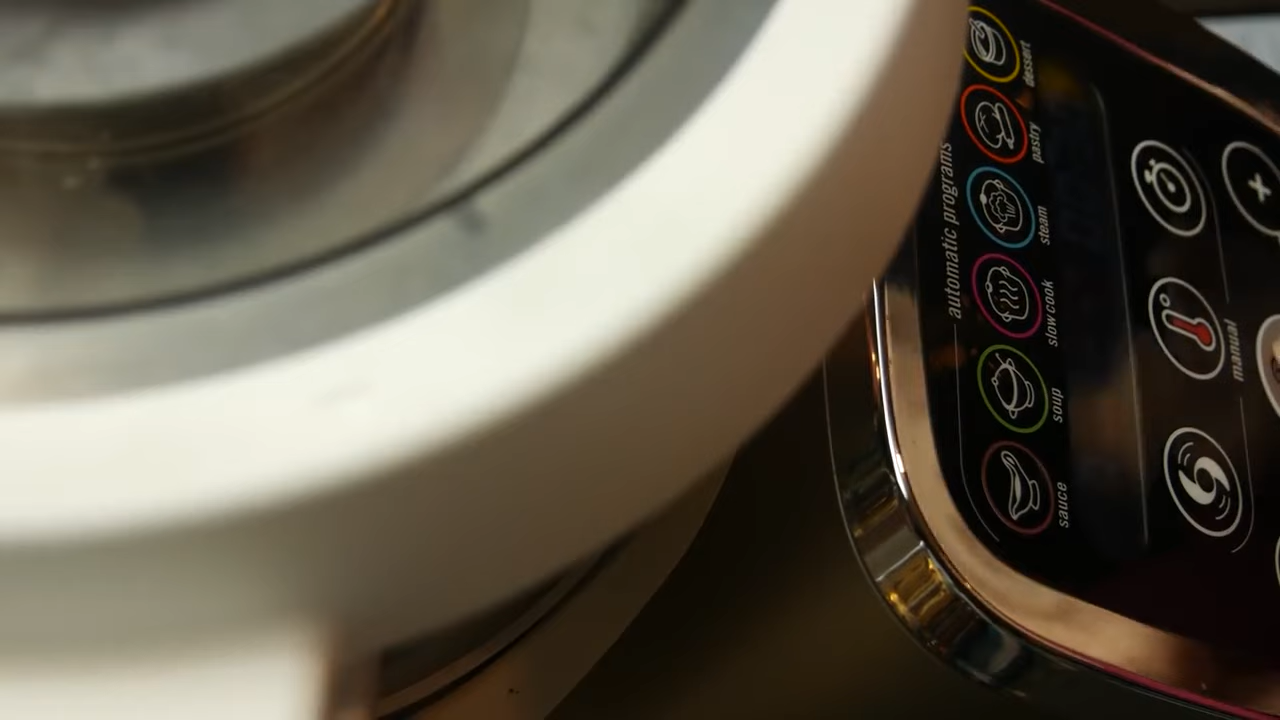 automatic programs
sauce
soup
slow cook
steam
pastry
dessert
manual